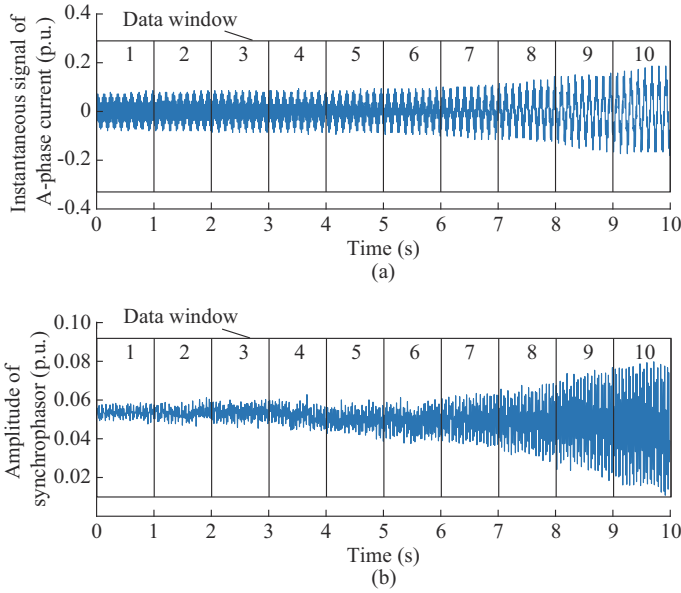 Data window
Instantaneous signal of
A-phase current (p.u.)
0.4
0.2
0
-0.2
-0.4
1 2 3 4 5 6 7 8 9 10
0 1 2 3 4 5 6 7 8 9 10
Time (s)
(a)
Data window
Amplitude of
synchrophasor (p.u.)
0.10
0.08
0.06
0.04
0.02
1 2 3 4 5 6 7 8 9 10
0 1 2 3 4 5 6 7 8 9 10
Time (s)
(b)